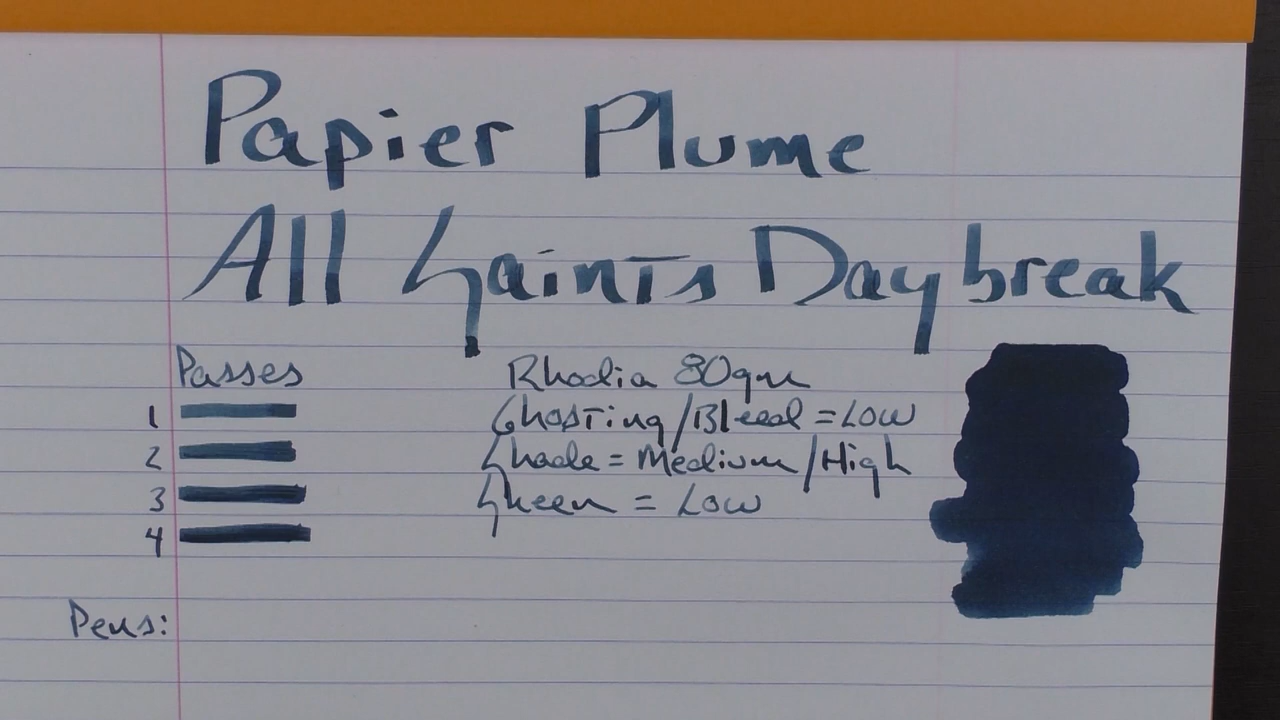 Papier Plume
All Saints Daybreak
Passes
1
2
3
4
Rhodia 80gm
Ghosting/Bleed = Low
Shade = Medium/High
Sheen = Low
Pens: